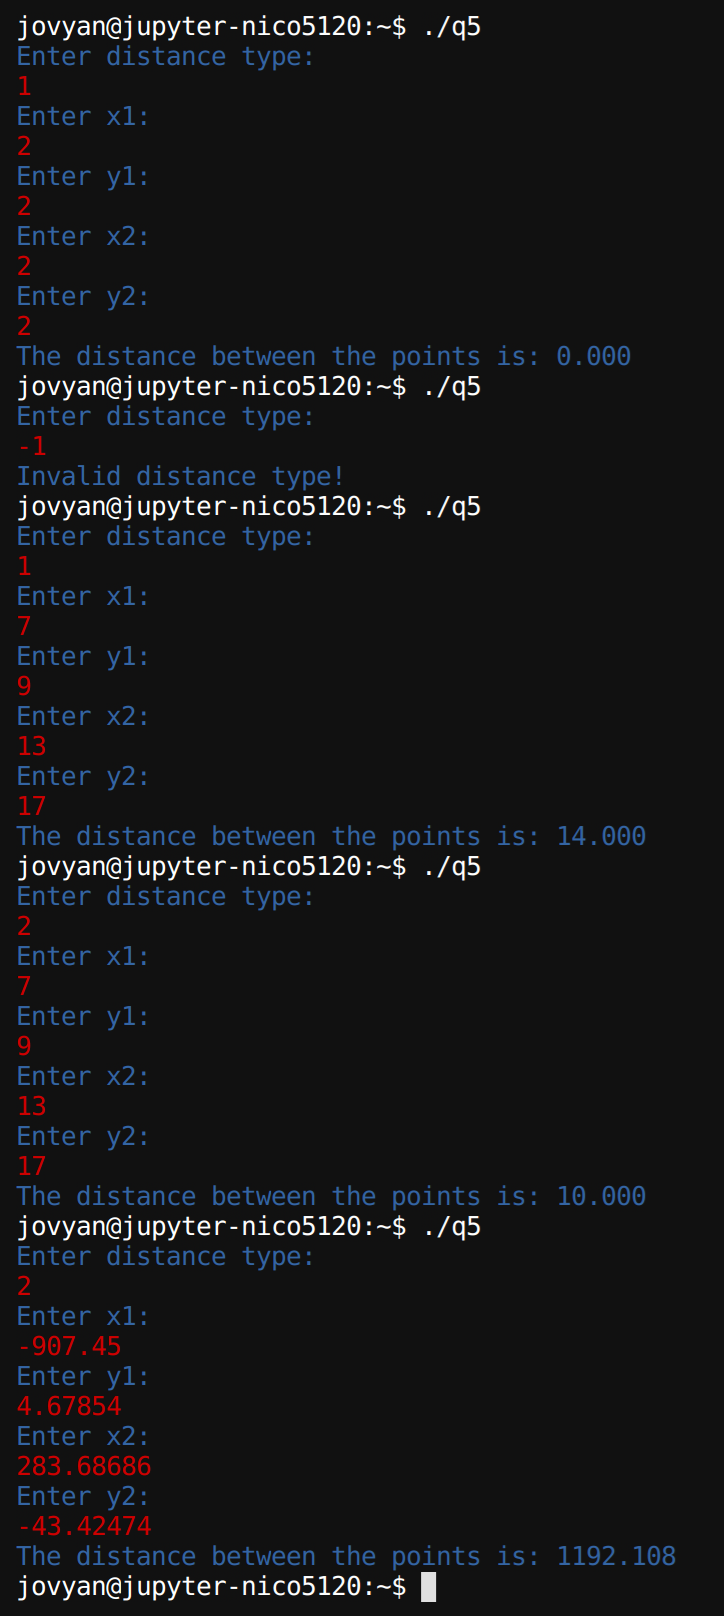 jovyan@jupyter-nico5120:~$ ./q5
Enter distance type:
1
Enter x1:
2
Enter y1:
2
Enter x2:
2
Enter y2:
2
The distance between the points is: 0.000
jovyan@jupyter-nico5120:~$ ./q5
Enter distance type:
-1
Invalid distance type!
jovyan@jupyter-nico5120:~$ ./q5
Enter distance type:
1
Enter x1:
7
Enter y1:
9
Enter x2:
13
Enter y2:
17
The distance between the points is: 14.000
jovyan@jupyter-nico5120:~$ ./q5
Enter distance type:
2
Enter x1:
7
Enter y1:
9
Enter x2:
13
Enter y2:
17
The distance between the points is: 10.000
jovyan@jupyter-nico5120:~$ ./q5
Enter distance type:
2
Enter x1:
-907.45
Enter y1:
4.67854
Enter x2:
283.68686
Enter y2:
-43.42474
The distance between the points is: 1192.108
jovyan@jupyter-nico5120:~$